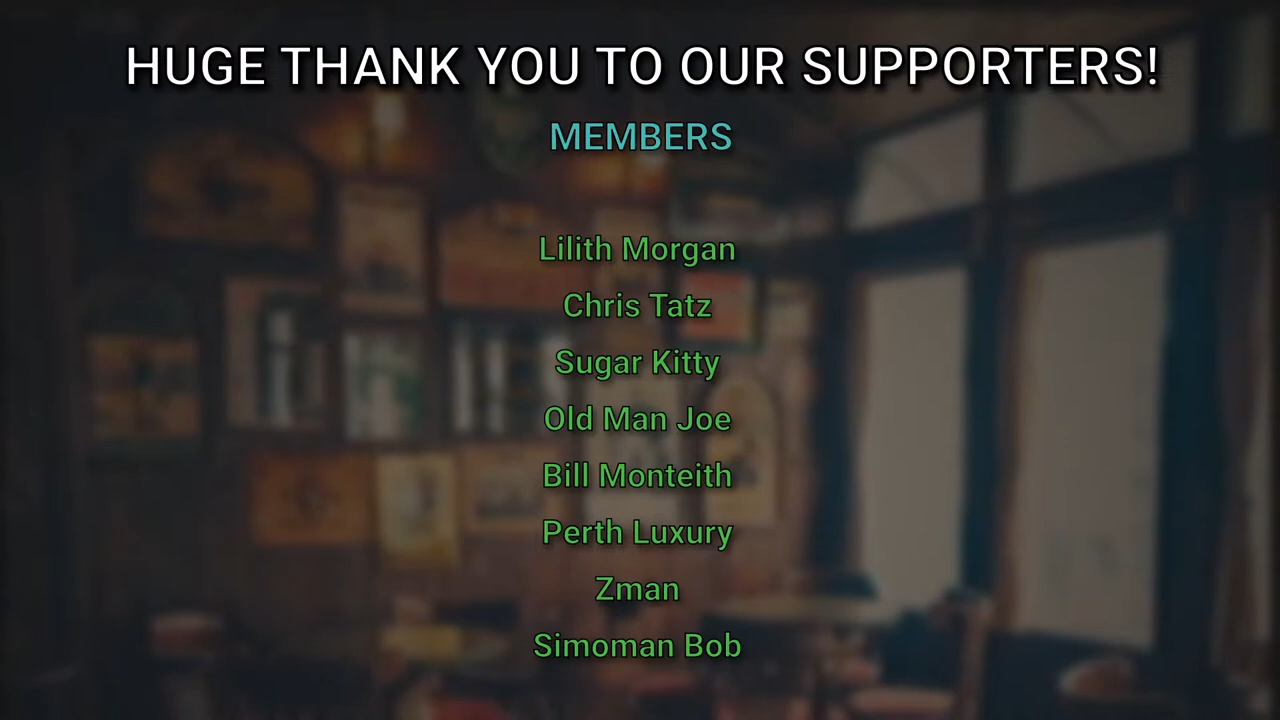 HUGE THANK YOU TO OUR SUPPORTERS!
MEMBERS
Lilith Morgan
Chris Tatz
Sugar Kitty
Old Man Joe
Bill Monteith
Perth Luxury
Zman
Simoman Bob